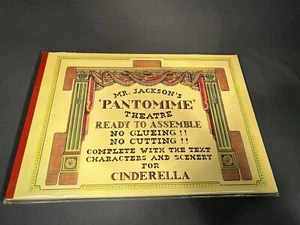 MR. JACKSON'S
'PANTOMIME'
THEATRE
READY TO ASSEMBLE
NO GLUEING!!
NO CUTTING!!
COMPLETE WITH THE TEXT
CHARACTERS AND SCENERY
FOR
CINDERELLA